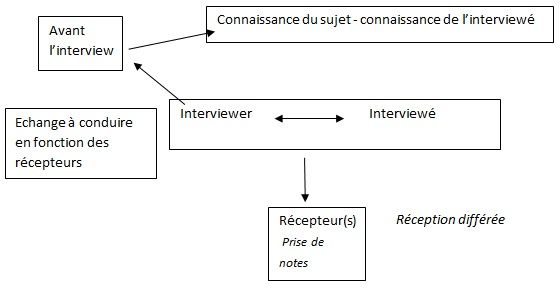 Avant
l'interview
Connaissance du sujet - connaissance de l'interviewé
Echange à conduire
en fonction des
récepteurs
Interviewer
Interviewé
Récepteur(s)
Prise de
notes
Réception différée